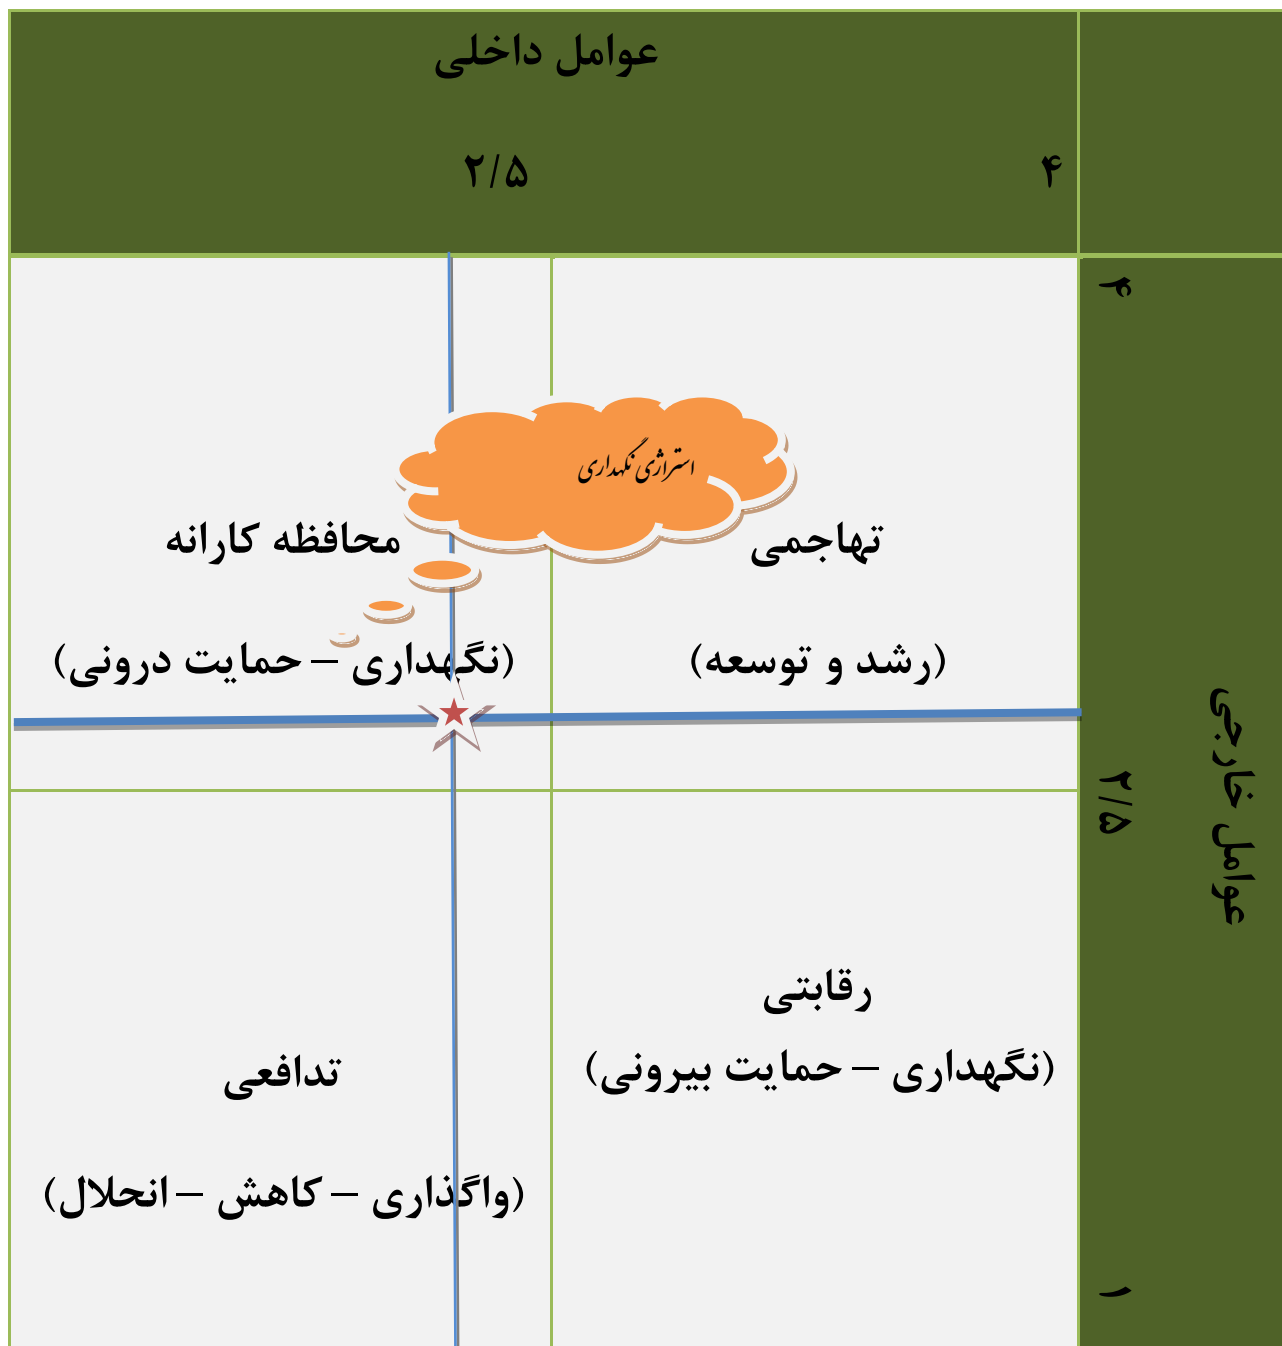 عوامل داخلی
۴
۲/۵
۴
استراتژی نگهداری
تهاجمی
(رشد و توسعه)
محافظه کارانه
(نگهداری – حمایت درونی)
عوامل خارجی
۲/۵
رقابتی
(نگهداری – حمایت بیرونی)
تدافعی
(واگذاری – کاهش – انحلال)
۱